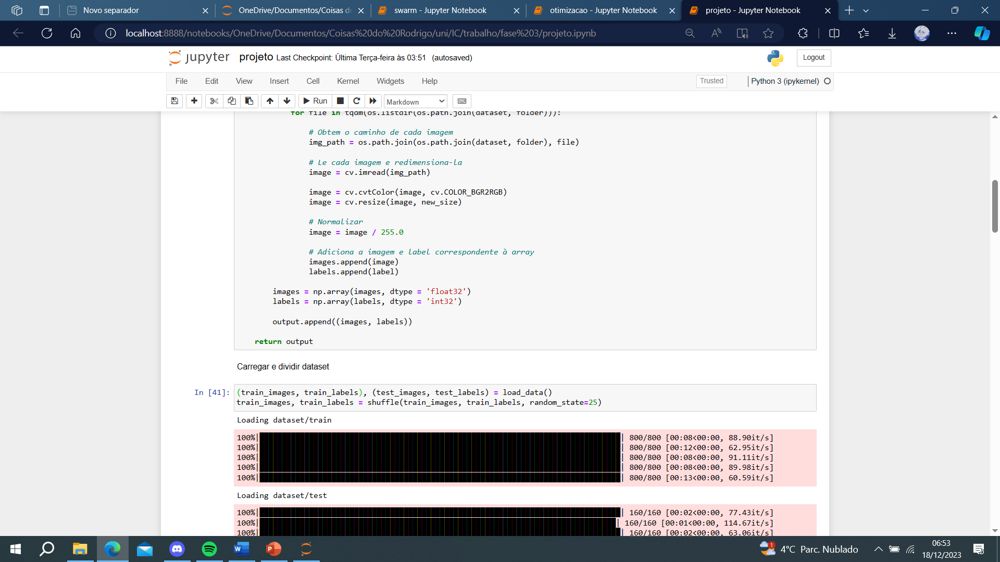 Novo separador
OneDrive/Documentos/Coisas do
swarm - Jupyter Notebook
otimizacao - Jupyter Notebook
projeto - Jupyter Notebook
localhost:8888/notebooks/OneDrive/Documentos/Coisas%20do%20Rodrigo/uni/IC/trabalho/fase%203/projeto.ipynb
jupyter projeto Last Checkpoint: Última Terça-feira às 03:51 (autosaved)
Logout
File Edit View Insert Cell Kernel Widgets Help
Trusted
Python 3 (ipykernel)
Run
Markdown
for file in tqdm(os.listdir(os.path.join(dataset, folder))):
# Obtem o caminho de cada imagem
img_path = os.path.join(os.path.join(dataset, folder), file)
# Le cada imagem e redimensiona-la
image = cv.imread(img_path)
image = cv.cvtColor(image, cv.COLOR_BGR2RGB)
image = cv.resize(image, new_size)
# Normalizar
image = image / 255.0
# Adiciona a imagem e label correspondente à array
images.append(image)
labels.append(label)
images = np.array(images, dtype = 'float32')
labels = np.array(labels, dtype = 'int32')
output.append((images, labels))
return output
Carregar e dividir dataset
In [41]: (train_images, train_labels), (test_images, test_labels) = load_data()
train_images, train_labels = shuffle(train_images, train_labels, random_state=25)
Loading dataset/train
100%| | 800/800 [00:08<00:00, 88.90it/s]
100%| | 800/800 [00:12<00:00, 62.95it/s]
100%| | 800/800 [00:08<00:00, 91.11it/s]
100%| | 800/800 [00:08<00:00, 89.98it/s]
100%| | 800/800 [00:13<00:00, 60.59it/s]
Loading dataset/test
100%| | 160/160 [00:02<00:00, 77.43it/s]
100%| | 160/160 [00:01<00:00, 114.67it/s]
100%| | 160/160 [00:02<00:00, 63.06it/s]
1
4°C Parc. Nublado
06:53
18/12/2023